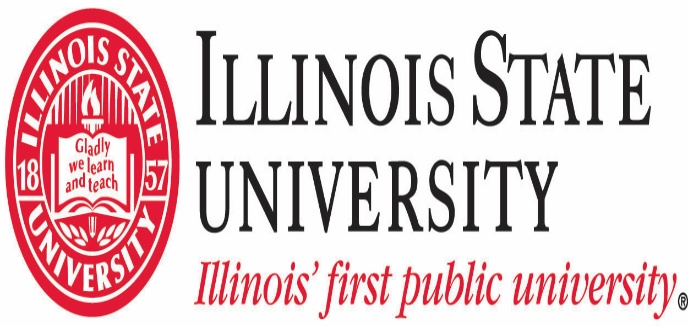 ILLINOIS STATE
Gladly
we learn
and teach
18 57
UNIVERSITY
ILLINOIS STATE
UNIVERSITY
Illinois' first public university®